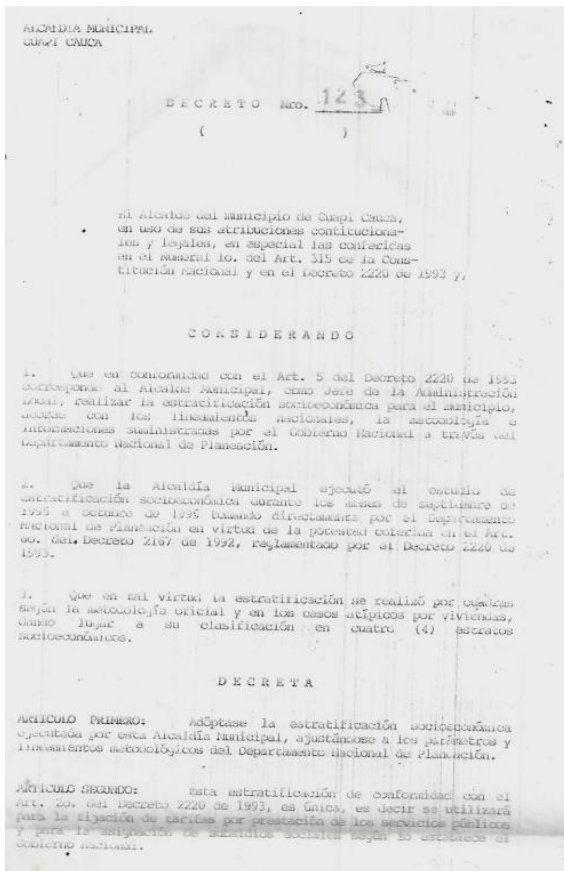 ALCALDIA MUNICIPAL
GUAPI CAUCA
DECRETO Nro. 123
( )
El Alcalde del municipio de Guapi Cauca,
en uso de sus atribuciones contituciona-
les y legales, en especial las conferidas
en el Numeral 1o. del Art. 315 de la Cons-
titución Nacional y en el Decreto 2220 de 1993 y,
CONSIDERANDO
1. Que en conformidad con el Art. 5 del Decreto 2220 de 1993
corresponde al Alcalde Municipal, como Jefe de la Administración
Local, realizar la estratificación socioeconómica para el municipio,
acorde con los lineamientos nacionales, la metodología e
informaciones suministradas por el Gobierno Nacional a través del
Departamento Nacional de Planeación.
2. Que la Alcaldía Municipal ejecutó el estudio de
estratificación socioeconómica durante los meses de septiembre de
1995 a octubre de 1995 tomando directamente por el Departamento
Nacional de Planeación en virtud de la potestad coferida en el Art.
6o. del Decreto 2167 de 1992, reglamentado por el Decreto 2220 de
1993.
3. Que en tal virtud la estratificación se realizó por cuadras
según la metodología oficial y en los casos atípicos por viviendas,
dando lugar a su clasificación en cuatro (4) estratos
socioeconómicos.
DECRETA
ARTICULO PRIMERO: Adóptase la estratificación socioeconómica
ejecutada por esta Alcaldía Municipal, ajustándose a los parámetros y
lineamientos metodológicos del Departamento Nacional de Planeación.
ARTICULO SEGUNDO: Esta estratificación de conformidad con el
Art. 2o. del Decreto 2220 de 1993, es única, es decir se utilizará
para la fijación de tarifas por prestación de los servicios públicos
y para la asignación de subsidios sociales según lo establece el
Gobierno Nacional.